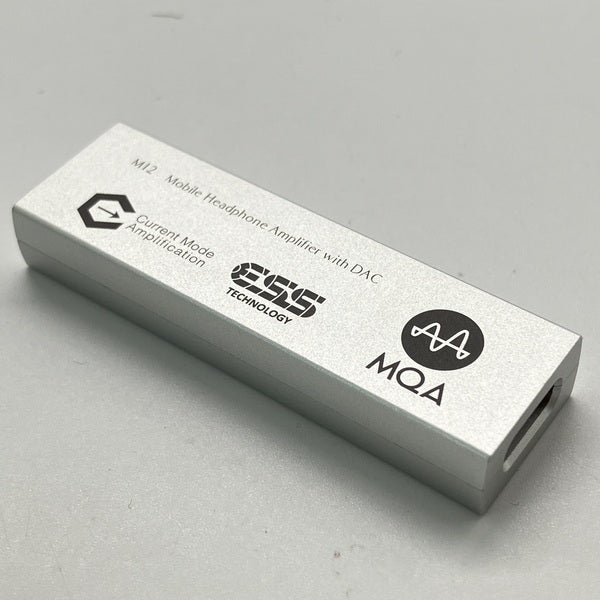 M12 Mobile Headphone Amplifier with DAC
Current Mode
Amplification
ESS
TECHNOLOGY
MQA